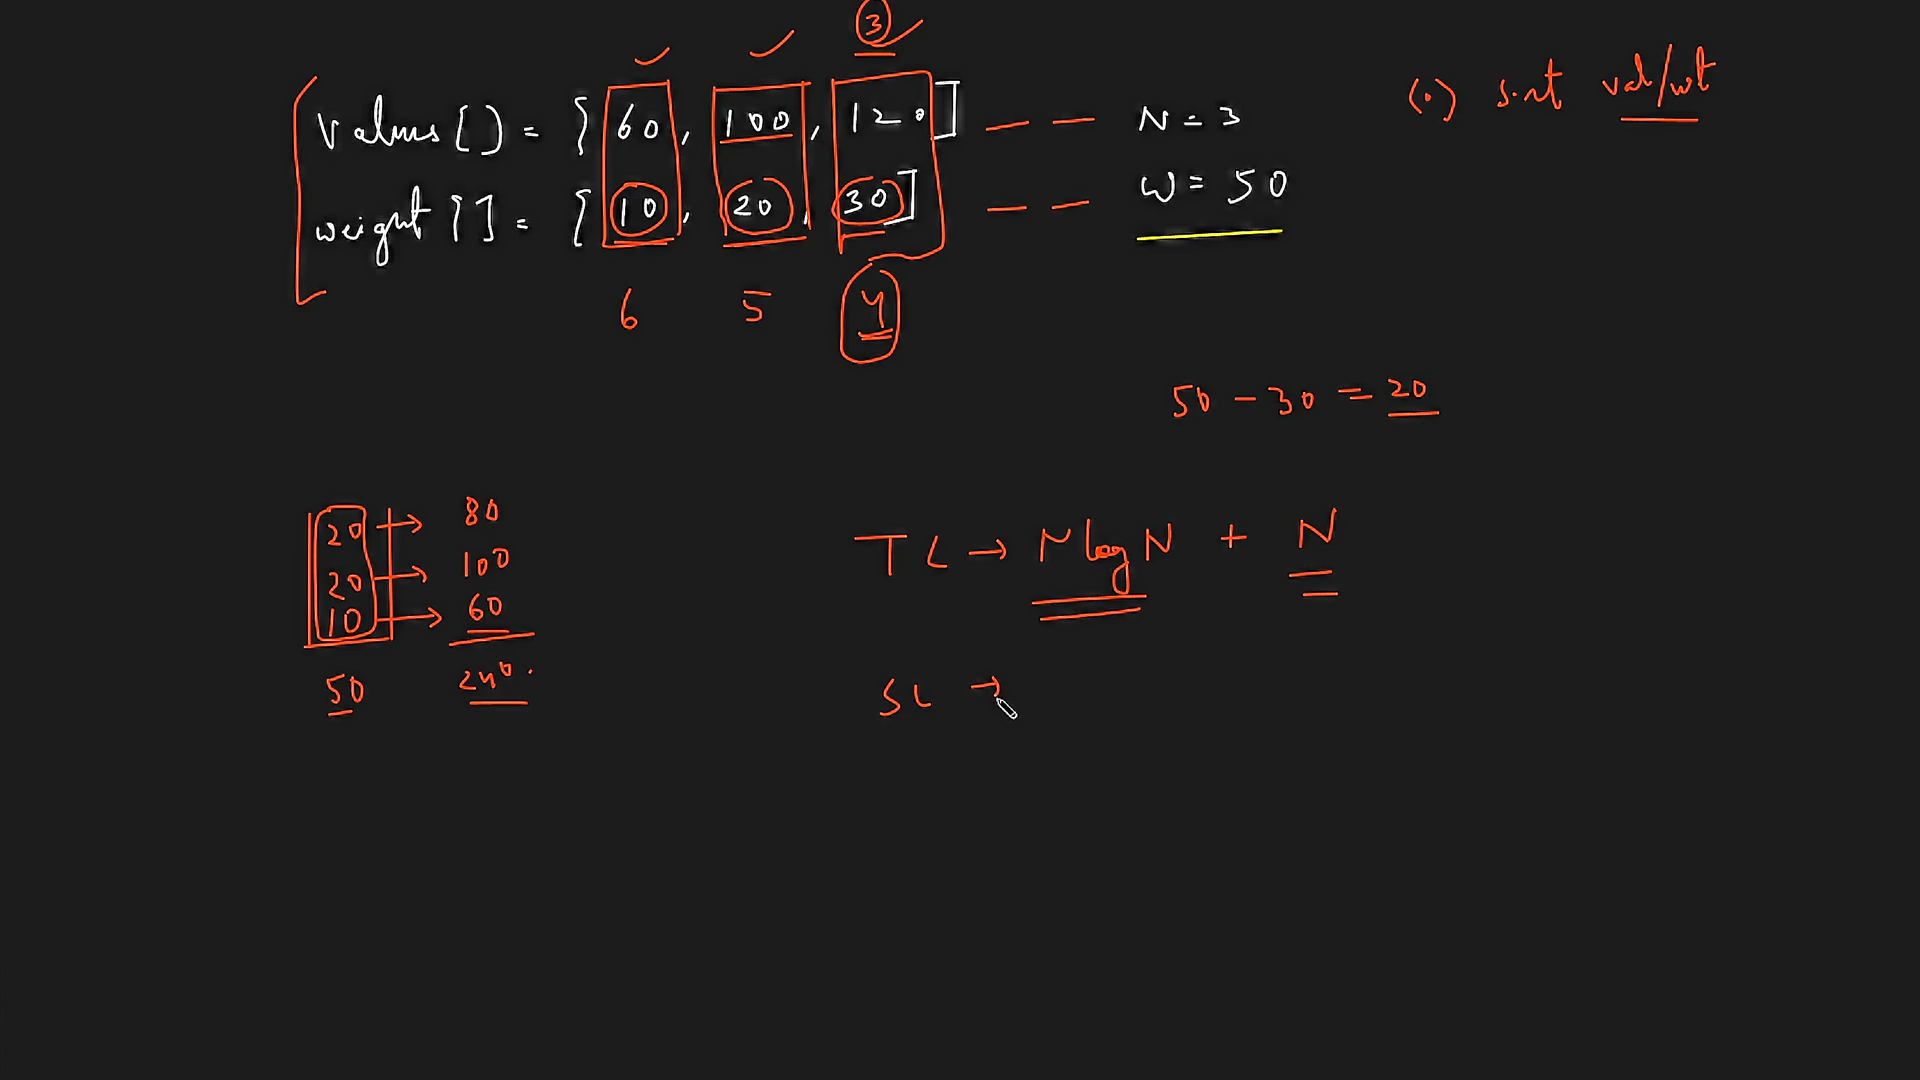 3
values[] = {60, 100, 120] — — N = 3
(.) sort val/wt
weight[] = {10, 20, 30] — — W = 50
6 5 4
50 - 30 = 20
20 → 80
20 → 100
10 → 60
50 240.
TC → N log N + N
SC →